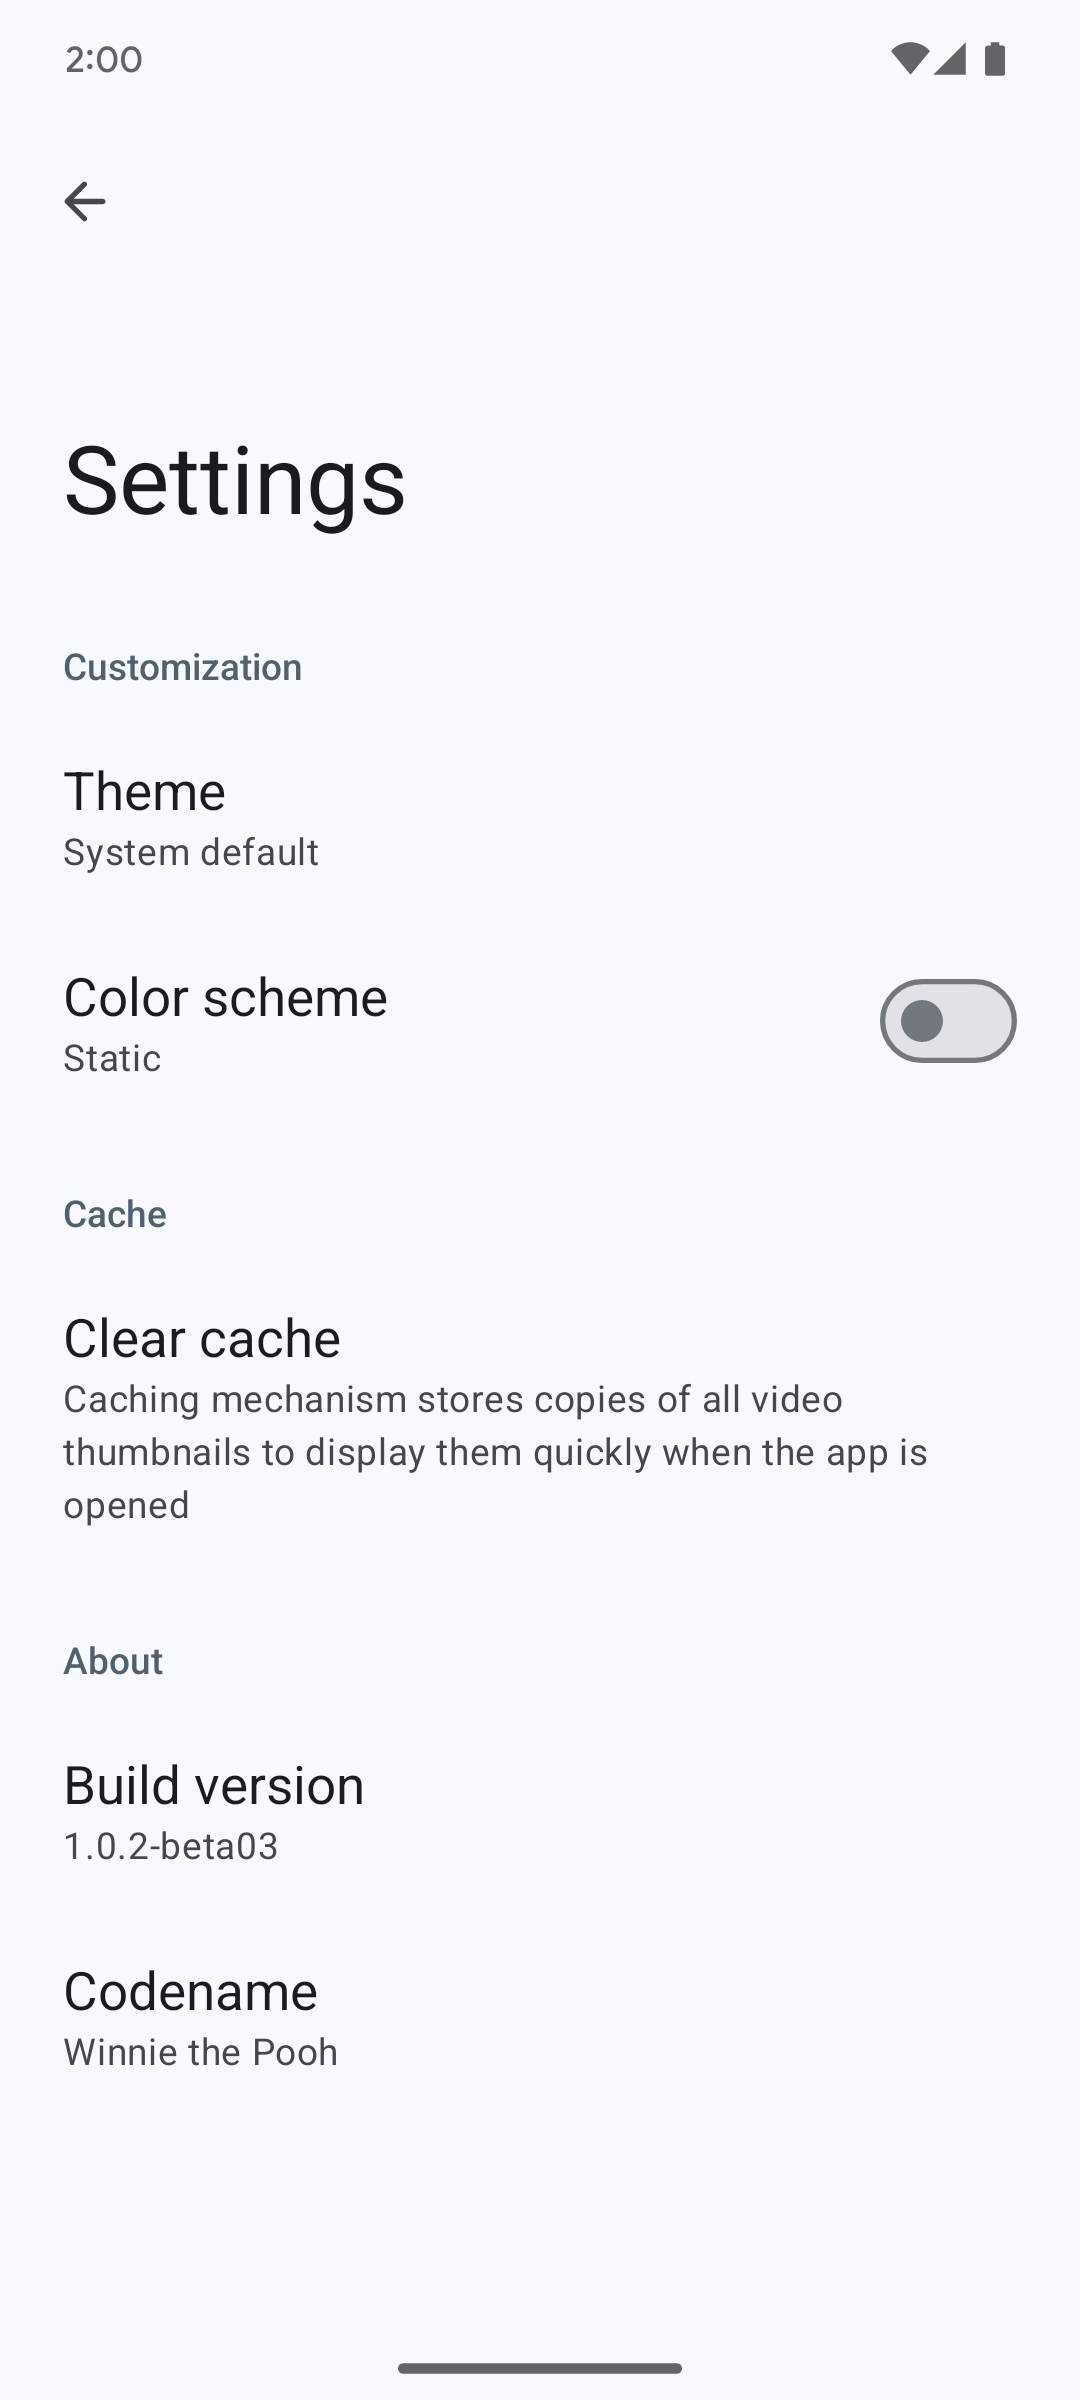 2:00
Settings
Customization
Theme
System default
Color scheme
Static
Cache
Clear cache
Caching mechanism stores copies of all video
thumbnails to display them quickly when the app is
opened
About
Build version
1.0.2-beta03
Codename
Winnie the Pooh